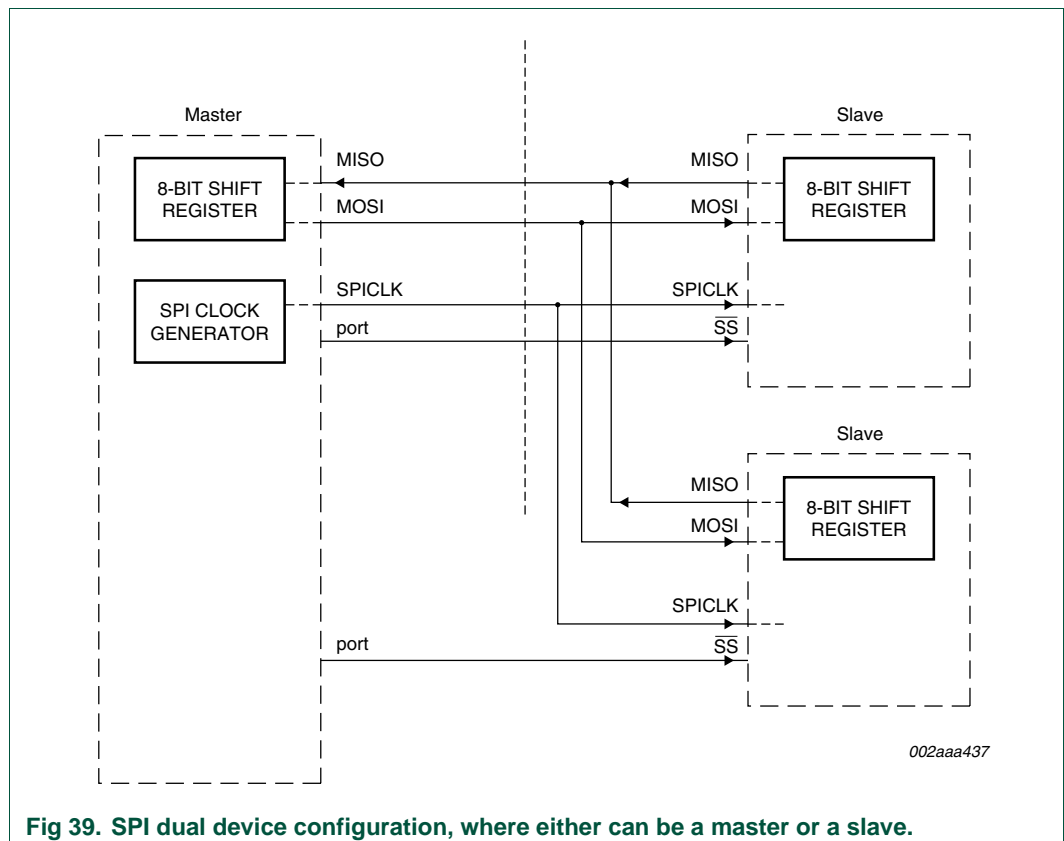 Master
Slave
8-BIT SHIFT
REGISTER
MISO
MISO
8-BIT SHIFT
REGISTER
MOSI
MOSI
SPI CLOCK
GENERATOR
SPICLK
SPICLK
port
SS
Slave
MISO
8-BIT SHIFT
REGISTER
MOSI
SPICLK
port
SS
002aaa437
Fig 39. SPI dual device configuration, where either can be a master or a slave.